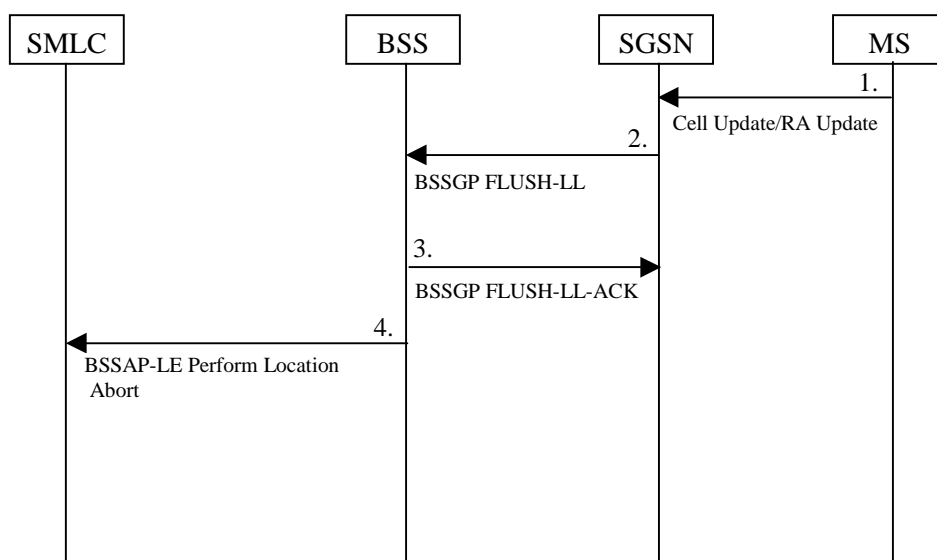 SMLC
BSS
SGSN
MS
1.
Cell Update/RA Update
2.
BSSGP FLUSH-LL
3.
BSSGP FLUSH-LL-ACK
4.
BSSAP-LE Perform Location
Abort